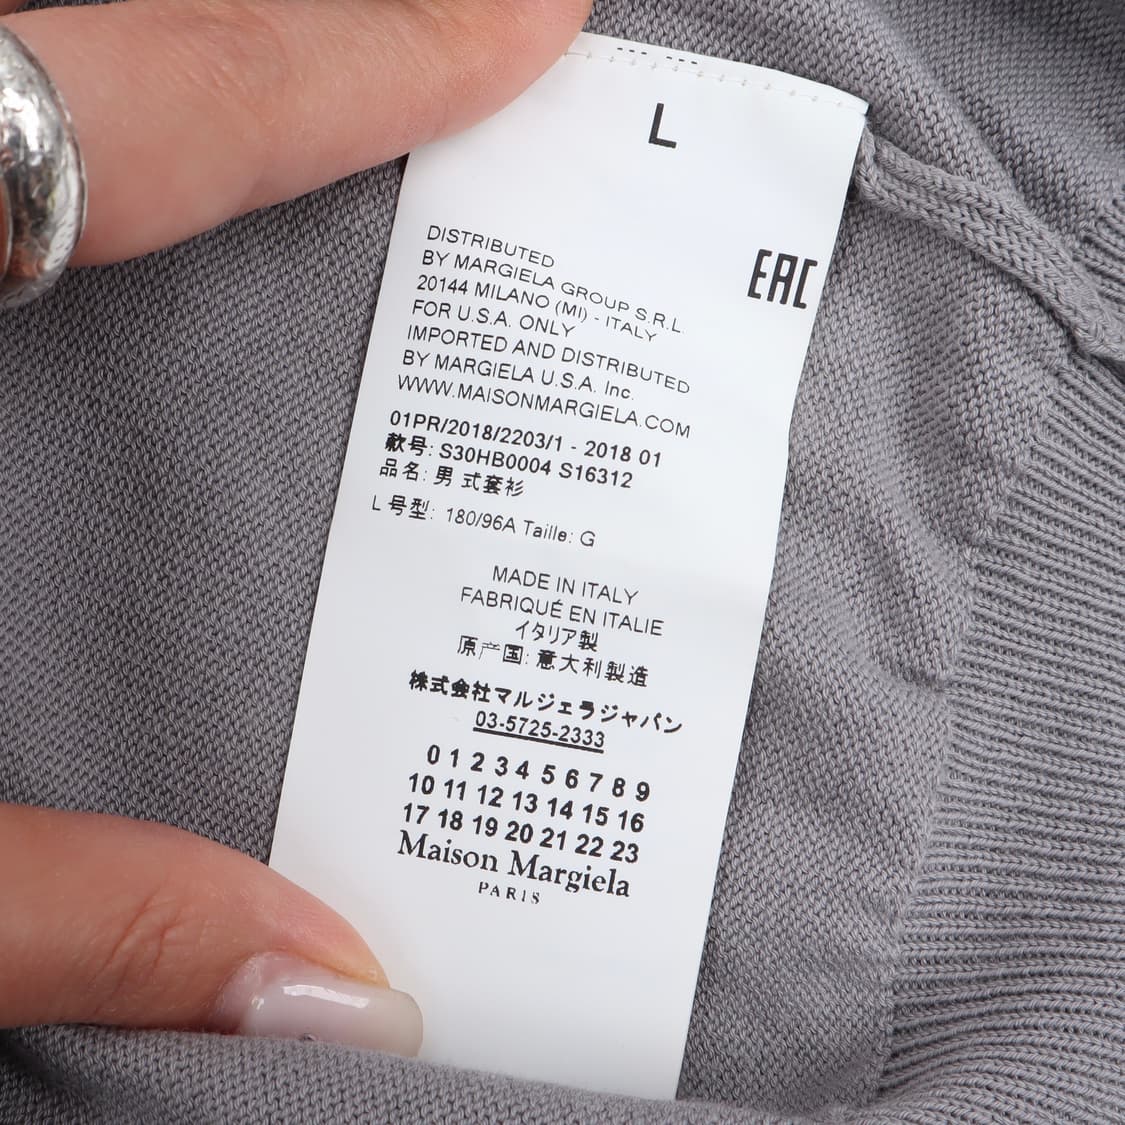 L
EAC
DISTRIBUTED
BY MARGIELA GROUP S.R.L
20144 MILANO (MI) - ITALY
FOR U.S.A. ONLY
IMPORTED AND DISTRIBUTED
BY MARGIELA U.S.A. Inc.
WWW.MAISONMARGIELA.COM
01PR/2018/2203/1 - 2018 01
款号: S30HB0004 S16312
品名: 男 式套衫
L 号型: 180/96A Taille: G
MADE IN ITALY
FABRIQUÉ EN ITALIE
イタリア製
原产国: 意大利製造
株式会社マルジェラジャパン
03-5725-2333
0 1 2 3 4 5 6 7 8 9
10 11 12 13 14 15 16
17 18 19 20 21 22 23
Maison Margiela
PARIS